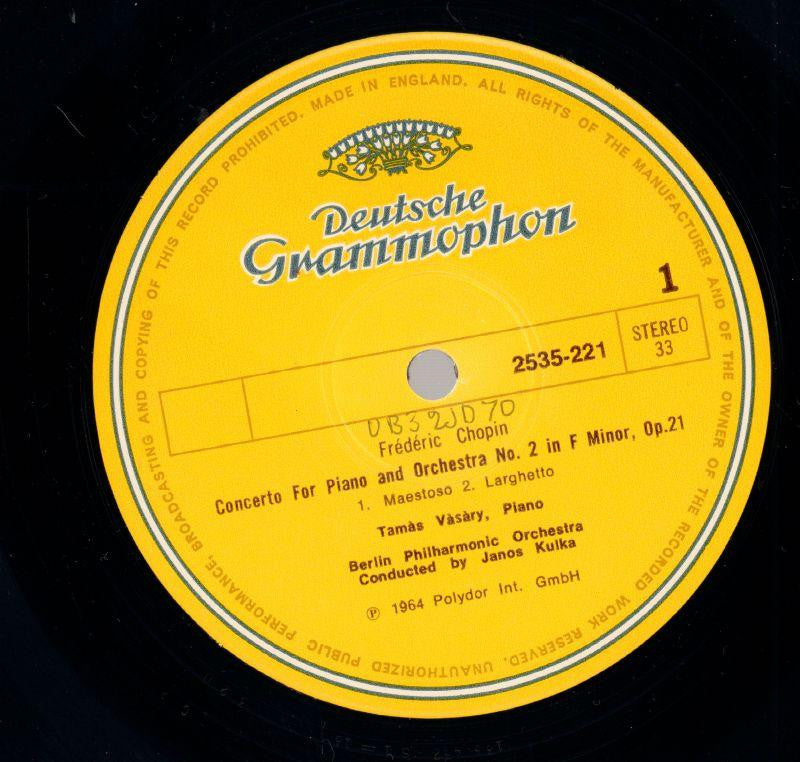 MADE IN ENGLAND. ALL RIGHTS OF THE MANUFACTURER AND OF THE OWNER OF THE RECORDED WORK RESERVED. UNAUTHORIZED PUBLIC PERFORMANCE, BROADCASTING AND COPYING OF THIS RECORD PROHIBITED.
Deutsche
Grammophon
1
2535-221
STEREO
33
DB32JD70
Frédéric Chopin
Concerto For Piano and Orchestra No. 2 in F Minor, Op.21
1. Maestoso 2. Larghetto
Tamàs Vàsàry, Piano
Berlin Philharmonic Orchestra
Conducted by Janos Kulka
℗ 1964 Polydor Int. GmbH